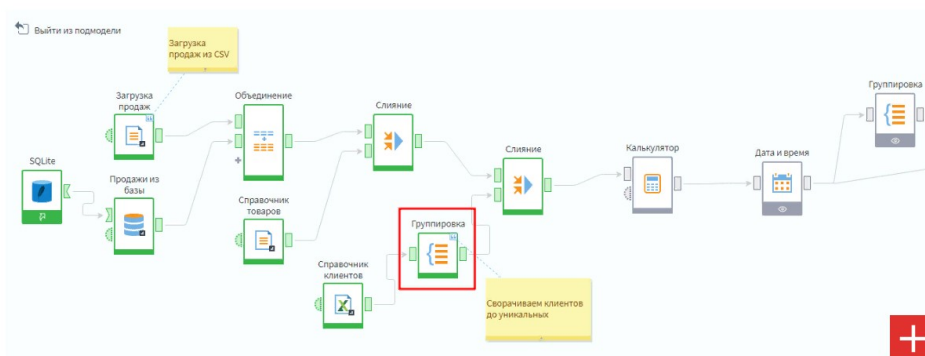 Выйти из подмодели
Загрузка
продаж из CSV
Загрузка
продаж
Объединение
Слияние
Группировка
SQLite
Продажи из
базы
Справочник
товаров
Слияние
Калькулятор
Дата и время
Группировка
Справочник
клиентов
Сворачиваем клиентов
до уникальных